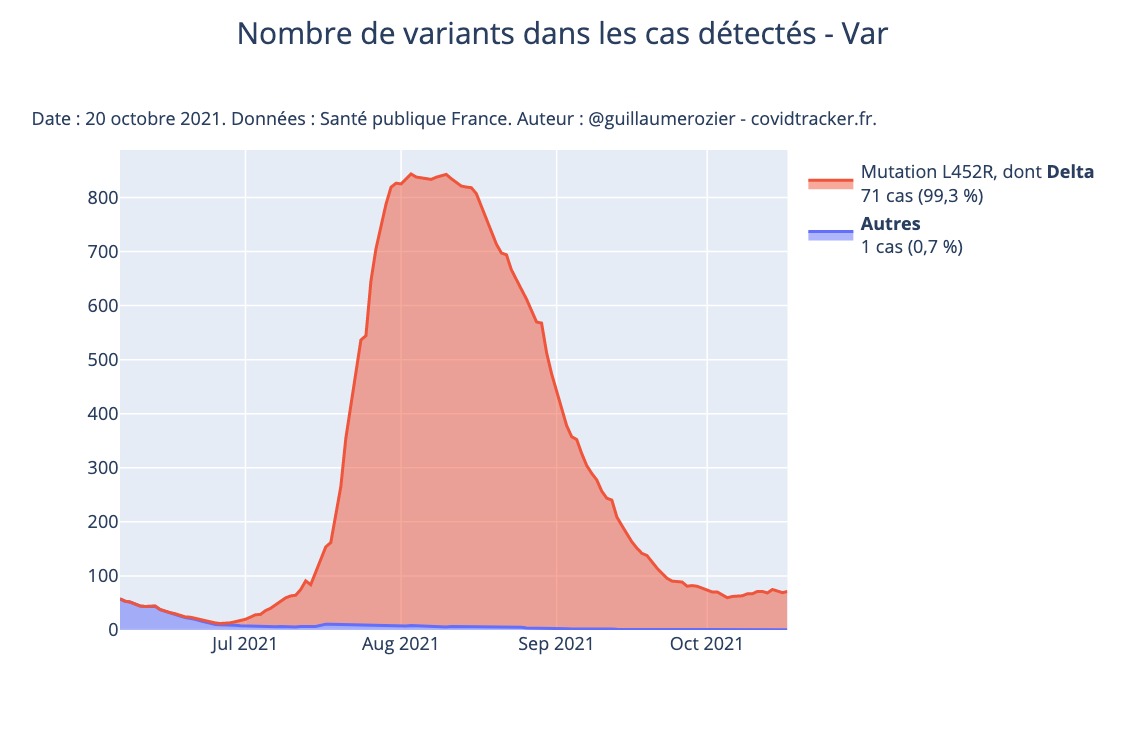 Nombre de variants dans les cas détectés - Var
Date : 20 octobre 2021. Données : Santé publique France. Auteur : @guillaumerozier - covidtracker.fr.
Mutation L452R, dont Delta
71 cas (99,3 %)
Autres
1 cas (0,7 %)
800
700
600
500
400
300
200
100
0
Jul 2021 Aug 2021 Sep 2021 Oct 2021